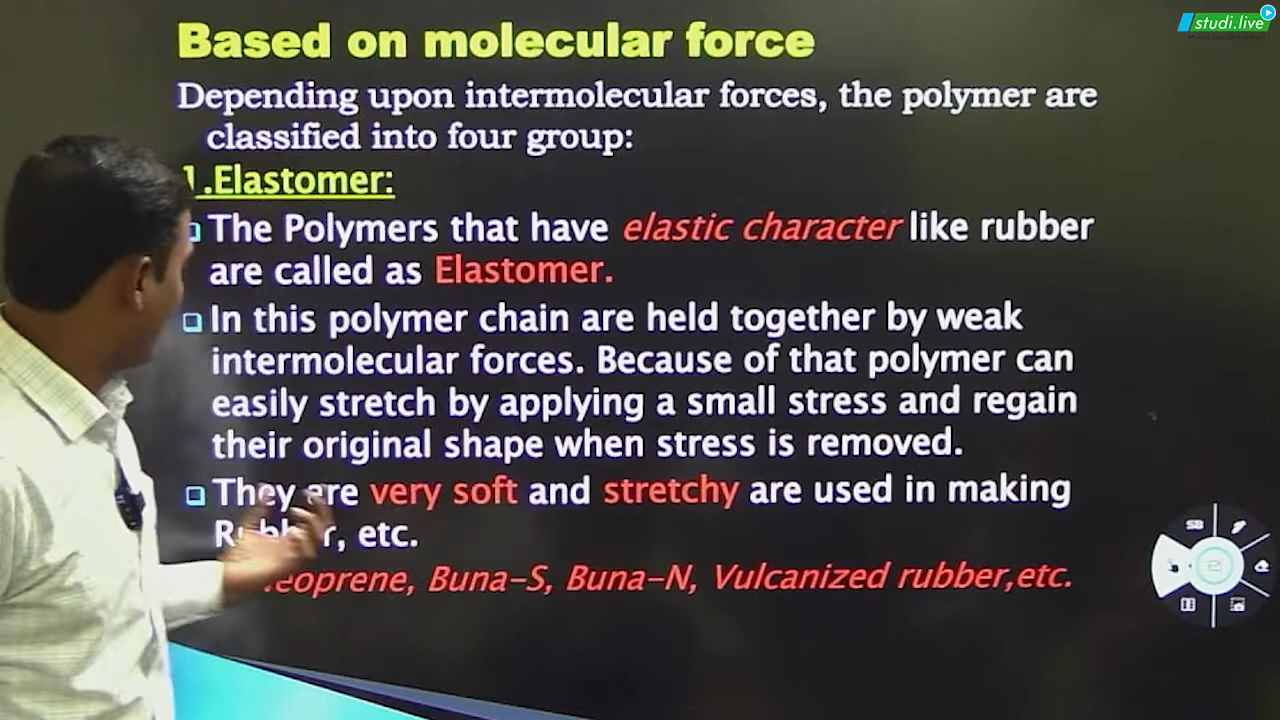 studi.live
Based on molecular force
Depending upon intermolecular forces, the polymer are
classified into four group:
1.Elastomer:
The Polymers that have elastic character like rubber
are called as Elastomer.
In this polymer chain are held together by weak
intermolecular forces. Because of that polymer can
easily stretch by applying a small stress and regain
their original shape when stress is removed.
They are very soft and stretchy are used in making
etc.
Buna-S, Buna-N, Vulcanized rubber,etc.